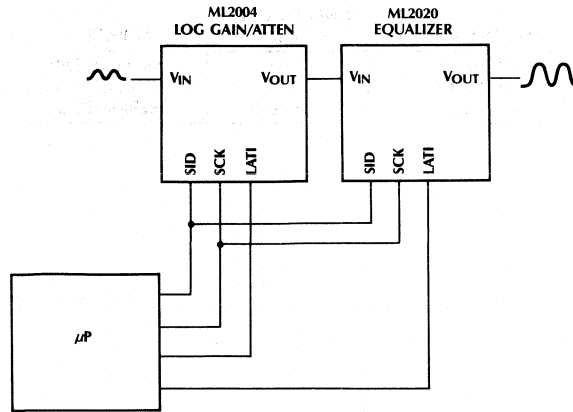 ML2004
LOG GAIN/ATTEN
ML2020
EQUALIZER
VIN
VOUT
VIN
VOUT
SID
SCK
LATI
SID
SCK
LATI
μP